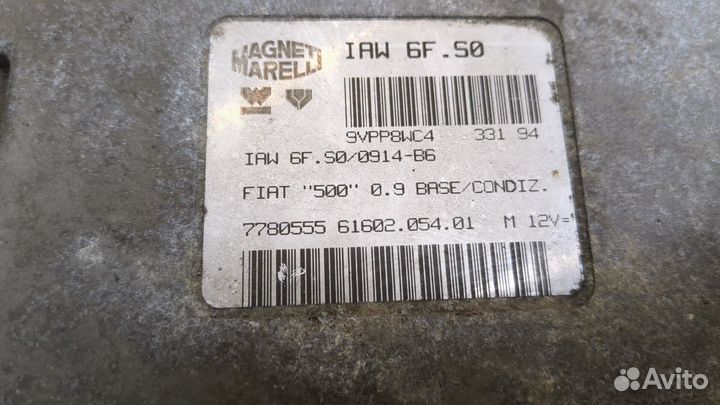 MAGNETI
MARELLI
IAW 6F.S0
9VPP8WC4 331 94
IAW 6F.S0/0914-B6
FIAT "500" 0.9 BASE/CONDIZ.
7780555 61602.054.01 M 12V=
Avito